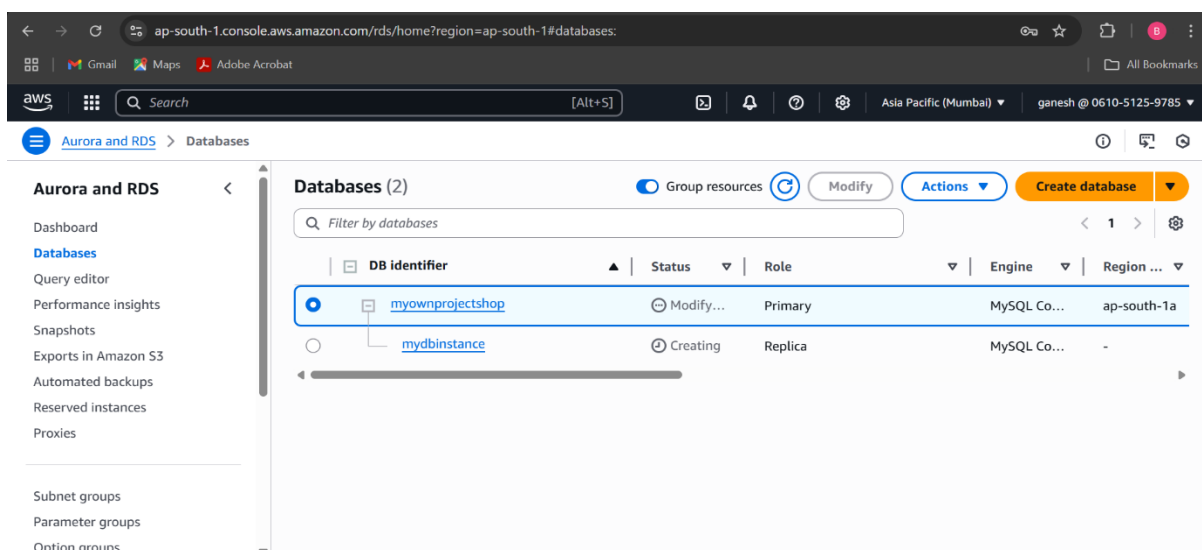 ap-south-1.console.aws.amazon.com/rds/home?region=ap-south-1#databases:
B
Gmail Maps Adobe Acrobat
All Bookmarks
aws Search [Alt+S] Asia Pacific (Mumbai) ganesh @ 0610-5125-9785
Aurora and RDS > Databases
Aurora and RDS
Dashboard
Databases
Query editor
Performance insights
Snapshots
Exports in Amazon S3
Automated backups
Reserved instances
Proxies
Subnet groups
Parameter groups
Option groups
Databases (2) Group resources Modify Actions Create database
Filter by databases 1
DB identifier Status Role Engine Region ...
myownprojectshop Modify... Primary MySQL Co... ap-south-1a
mydbinstance Creating Replica MySQL Co... -